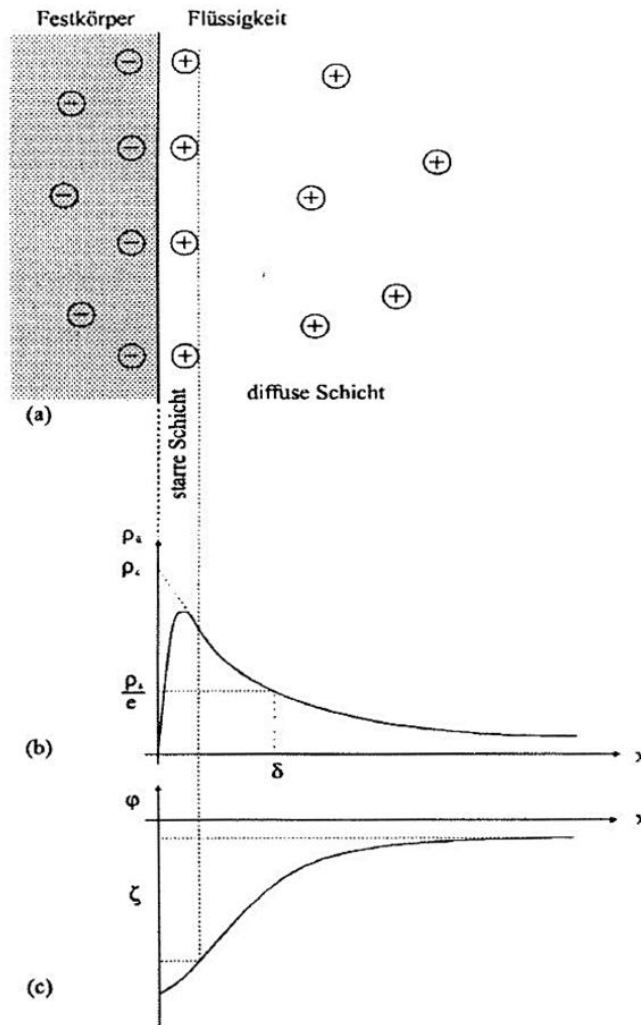 Festkörper Flüssigkeit
diffuse Schicht
(a)
starre Schicht
ρ
ρ
ρ
e
(b)
δ
x
φ
x
ζ
(c)